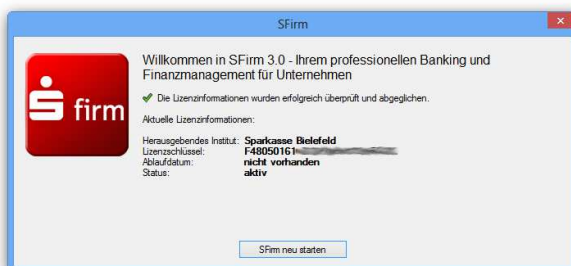 SFirm
Willkommen in SFirm 3.0 - Ihrem professionellen Banking und
Finanzmanagement für Unternehmen
firm
Die Lizenzinformationen wurden erfolgreich überprüft und abgeglichen.
Aktuelle Lizenzinformationen:
Herausgebendes Institut: Sparkasse Bielefeld
Lizenzschlüssel: F48050161
Ablaufdatum: nicht vorhanden
Status: aktiv
SFirm neu starten